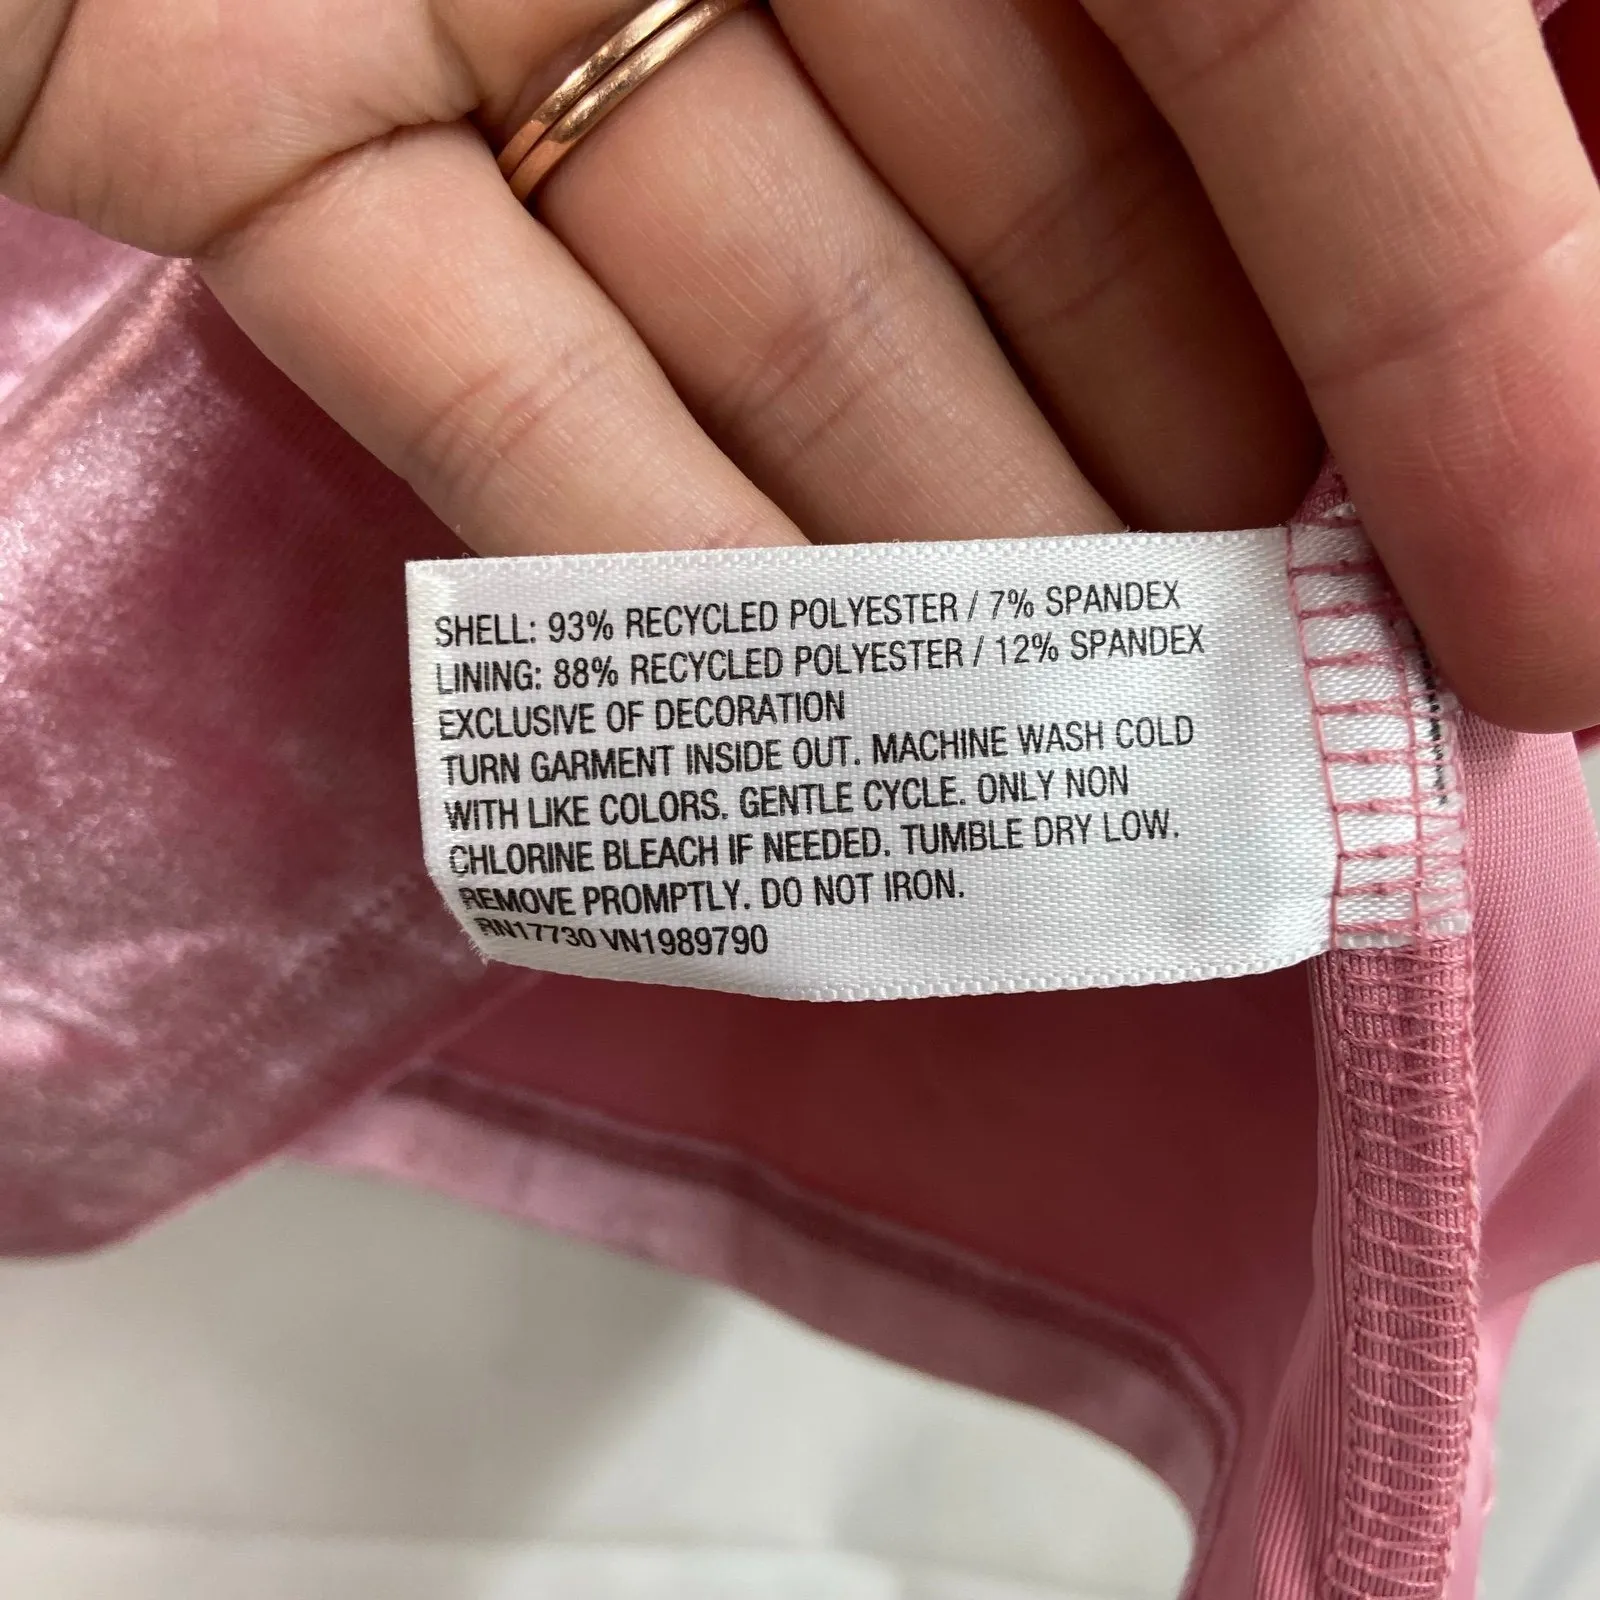 SHELL: 93% RECYCLED POLYESTER / 7% SPANDEX
LINING: 88% RECYCLED POLYESTER / 12% SPANDEX
EXCLUSIVE OF DECORATION
TURN GARMENT INSIDE OUT. MACHINE WASH COLD
WITH LIKE COLORS. GENTLE CYCLE. ONLY NON
CHLORINE BLEACH IF NEEDED. TUMBLE DRY LOW.
REMOVE PROMPTLY. DO NOT IRON.
RN17730 VN1989790